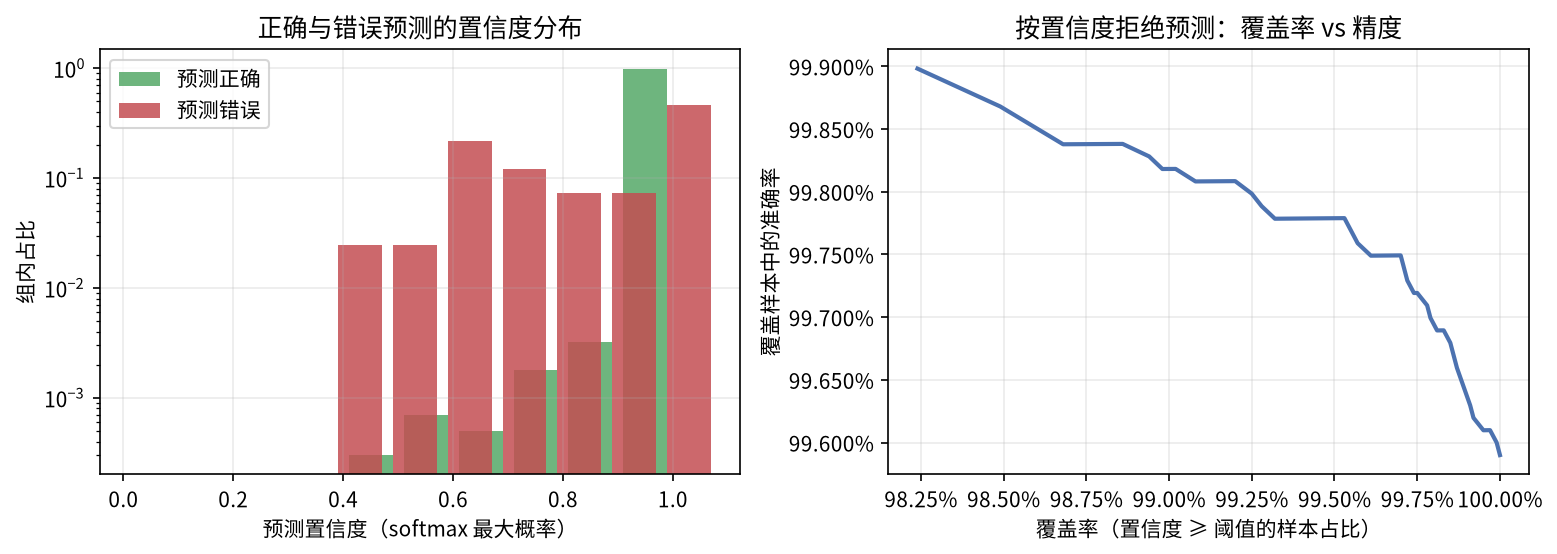 正确与错误预测的置信度分布
预测正确
预测错误
组内占比
10⁰
10⁻¹
10⁻²
10⁻³
0.0 0.2 0.4 0.6 0.8 1.0
预测置信度（softmax 最大概率）
按置信度拒绝预测：覆盖率 vs 精度
覆盖样本中的准确率
99.900%
99.850%
99.800%
99.750%
99.700%
99.650%
99.600%
98.25% 98.50% 98.75% 99.00% 99.25% 99.50% 99.75% 100.00%
覆盖率（置信度 ≥ 阈值的样本占比）